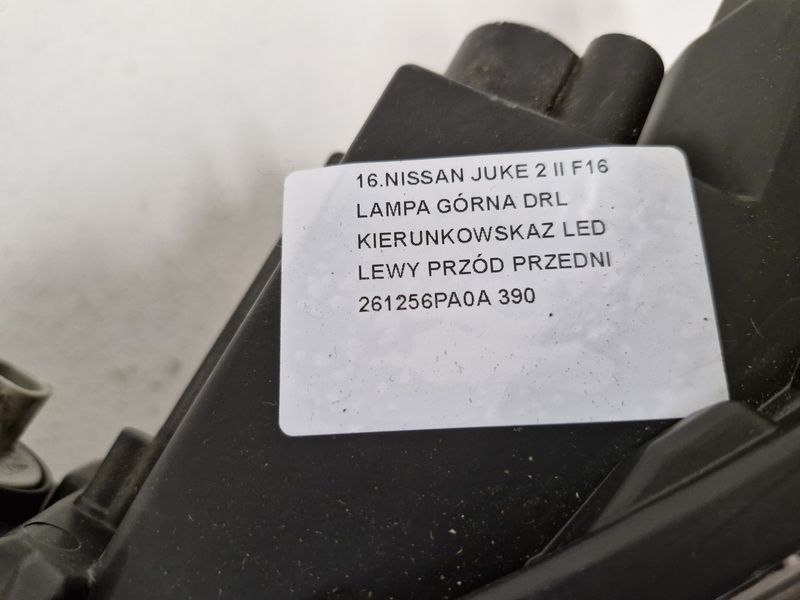 16.NISSAN JUKE 2 II F16
LAMPA GÓRNA DRL
KIERUNKOWSKAZ LED
LEWY PRZÓD PRZEDNI
261256PA0A 390